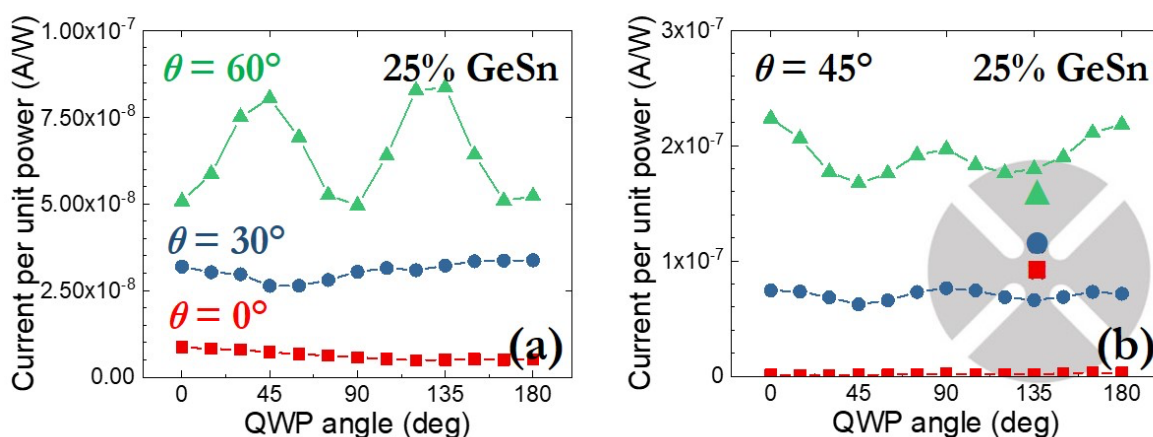 Current per unit power (A/W)
1.00x10⁻⁷
7.50x10⁻⁸
5.00x10⁻⁸
2.50x10⁻⁸
0.00
θ = 60°
25% GeSn
θ = 30°
θ = 0°
(a)
0
45
90
135
180
QWP angle (deg)
Current per unit power (A/W)
3x10⁻⁷
2x10⁻⁷
1x10⁻⁷
0
θ = 45°
25% GeSn
(b)
0
45
90
135
180
QWP angle (deg)